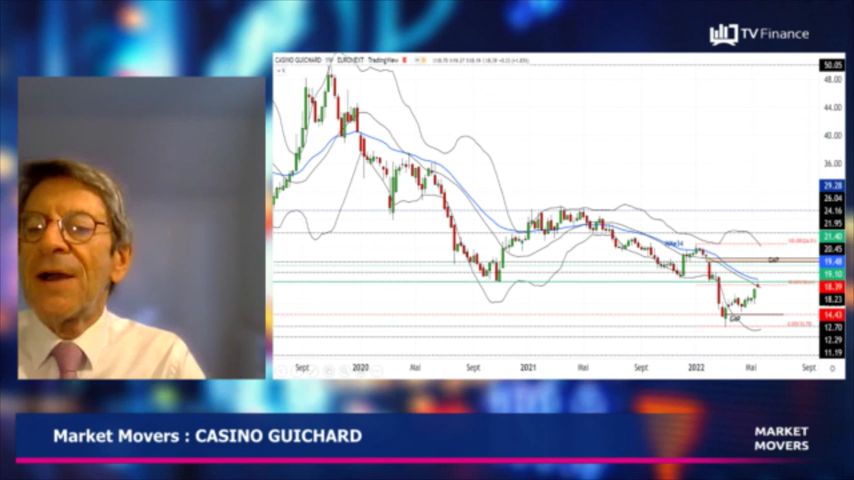 TV Finance
CASINO GUICHARD 1W EURONEXT TradingView
50.05
48.00
44.00
40.00
36.00
32.00
29.28
26.04
24.16
21.95
21.40
20.45
19.48
19.10
18.39
18.23
14.43
12.70
12.29
11.19
GAP
GAP
Sept 2020 Mai Sept 2021 Mai Sept 2022 Mai Sept
Market Movers : CASINO GUICHARD
MARKET
MOVERS